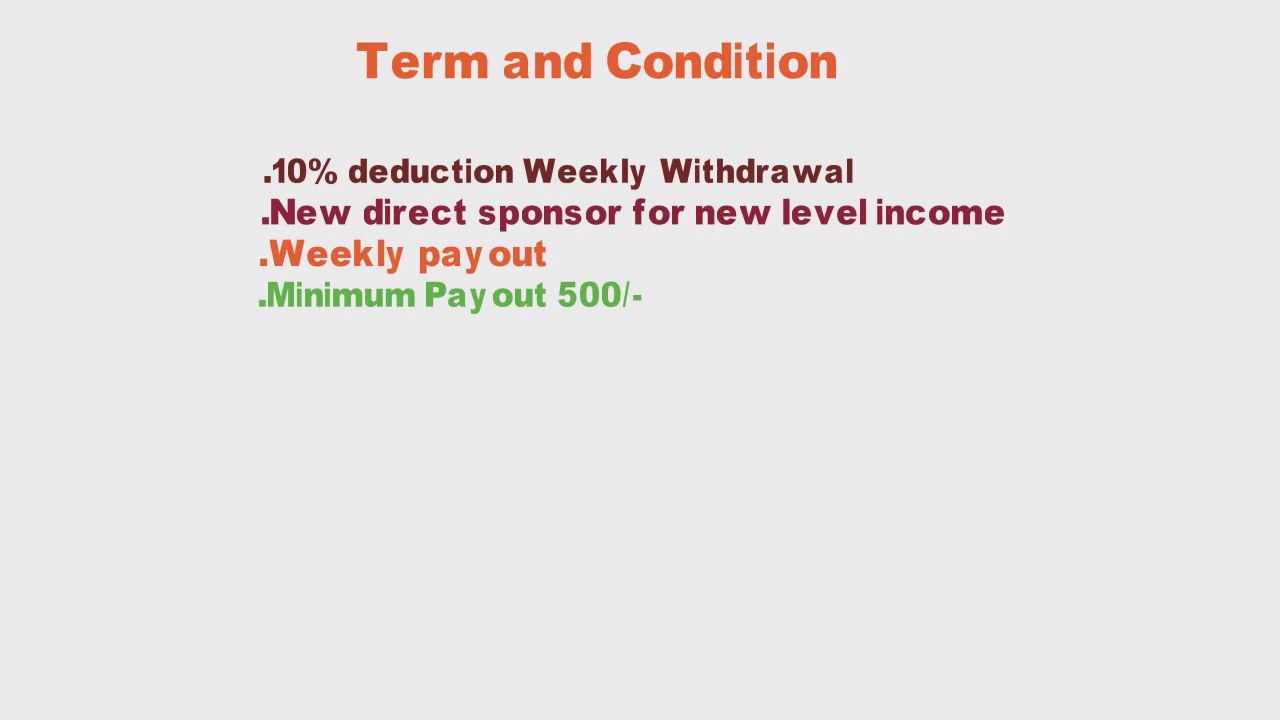 Term and Condition
.10% deduction Weekly Withdrawal
.New direct sponsor for new level income
.Weekly payout
.Minimum Payout 500/-